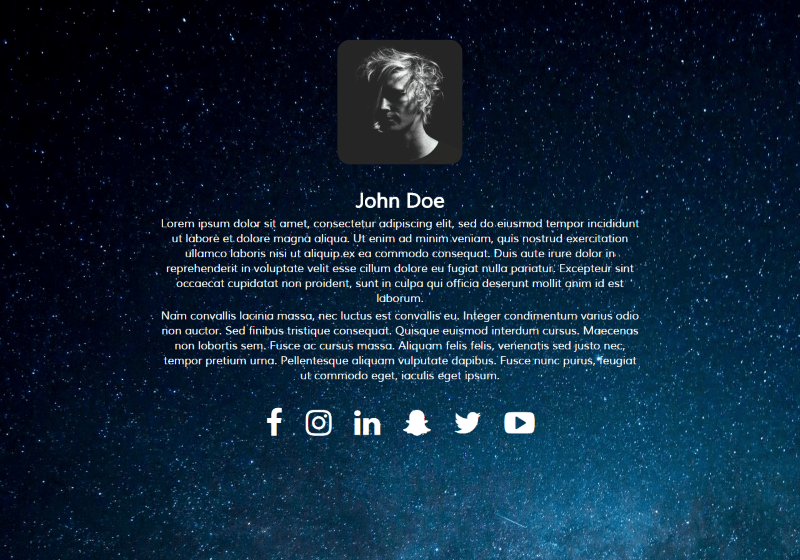 John Doe
Lorem ipsum dolor sit amet, consectetur adipiscing elit, sed do eiusmod tempor incididunt
ut labore et dolore magna aliqua. Ut enim ad minim veniam, quis nostrud exercitation
ullamco laboris nisi ut aliquip ex ea commodo consequat. Duis aute irure dolor in
reprehenderit in voluptate velit esse cillum dolore eu fugiat nulla pariatur. Excepteur sint
occaecat cupidatat non proident, sunt in culpa qui officia deserunt mollit anim id est
laborum.
Nam convallis lacinia massa, nec luctus est convallis eu. Integer condimentum varius odio
non auctor. Sed finibus tristique consequat. Quisque euismod interdum cursus. Maecenas
non lobortis sem. Fusce ac cursus massa. Aliquam felis felis, venenatis sed justo nec,
tempor pretium urna. Pellentesque aliquam vulputate dapibus. Fusce nunc purus, feugiat
ut commodo eget, iaculis eget ipsum.